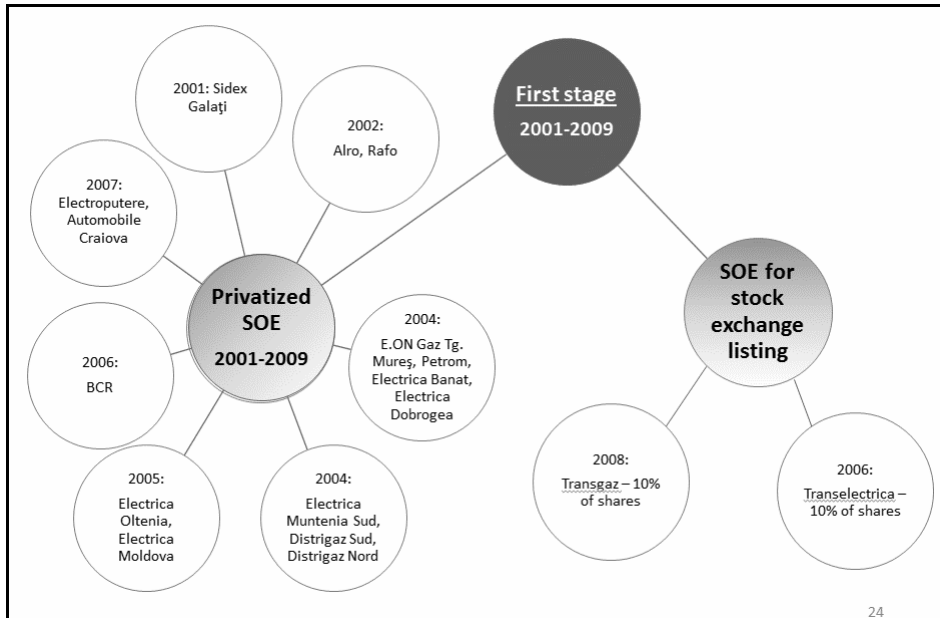 First stage
2001-2009
2001: Sidex
Galaţi
2002:
Alro, Rafo
2007:
Electroputere,
Automobile
Craiova
Privatized
SOE
2001-2009
2004:
E.ON Gaz Tg.
Mureş, Petrom,
Electrica Banat,
Electrica
Dobrogea
2006:
BCR
2005:
Electrica
Oltenia,
Electrica
Moldova
2004:
Electrica
Muntenia Sud,
Distrigaz Sud,
Distrigaz Nord
SOE for
stock
exchange
listing
2008:
Transgaz – 10%
of shares
2006:
Transelectrica –
10% of shares
24